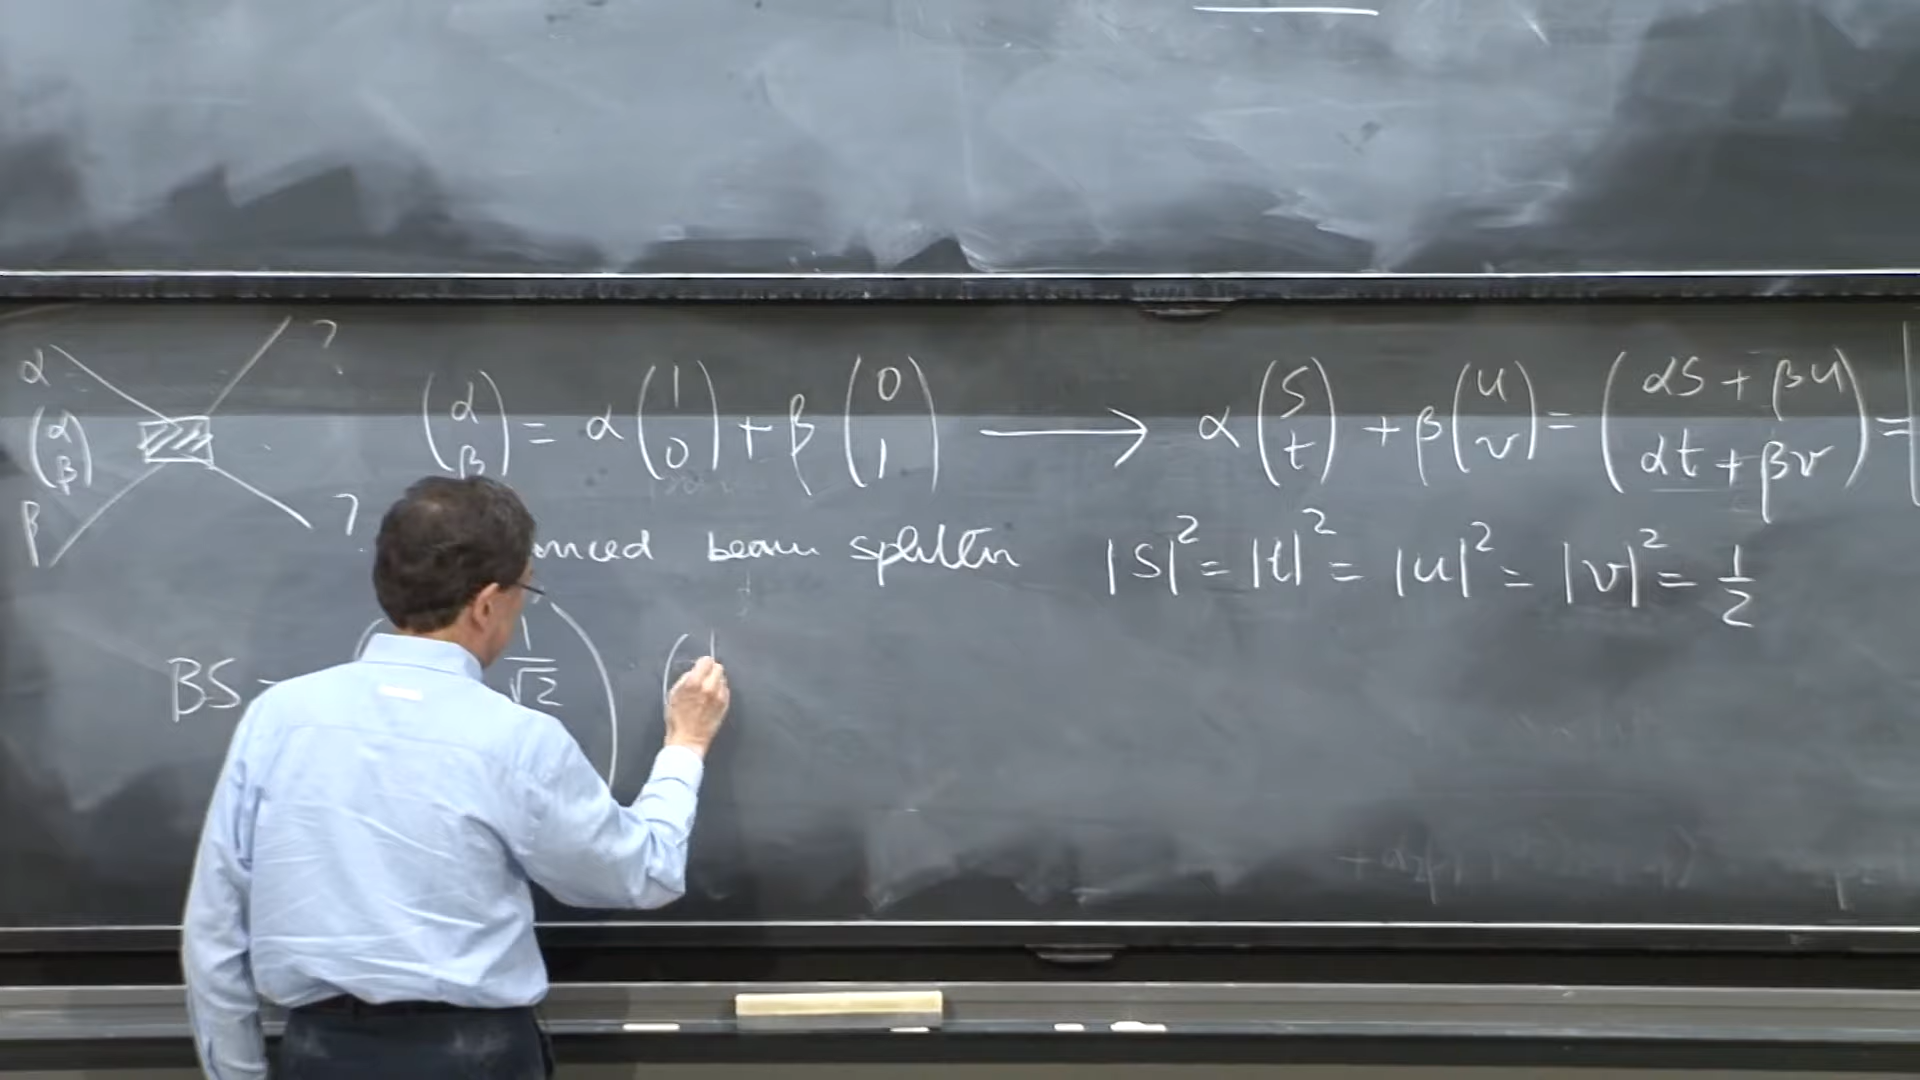 α ?
(α β) (α β) = α (1 0) + β (0 1) ⟶ α (s t) + β (u v) = (αs + βu αt + βv) =
β ?
beam splitter |s|² = |t|² = |u|² = |v|² = 1/2
BS 1/√2 (